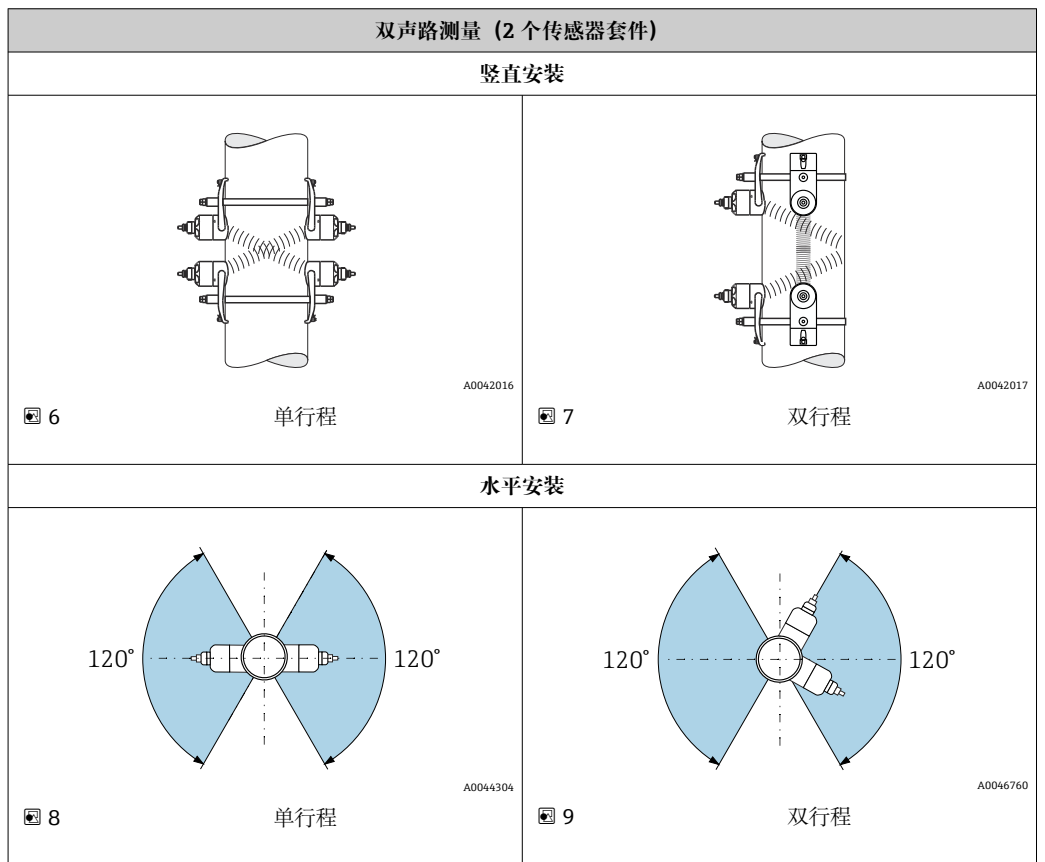 双声路测量 (2 个传感器套件)
竖直安装
A0042016
6 单行程
A0042017
7 双行程
水平安装
120° 120°
A0044304
8 单行程
120° 120°
A0046760
9 双行程